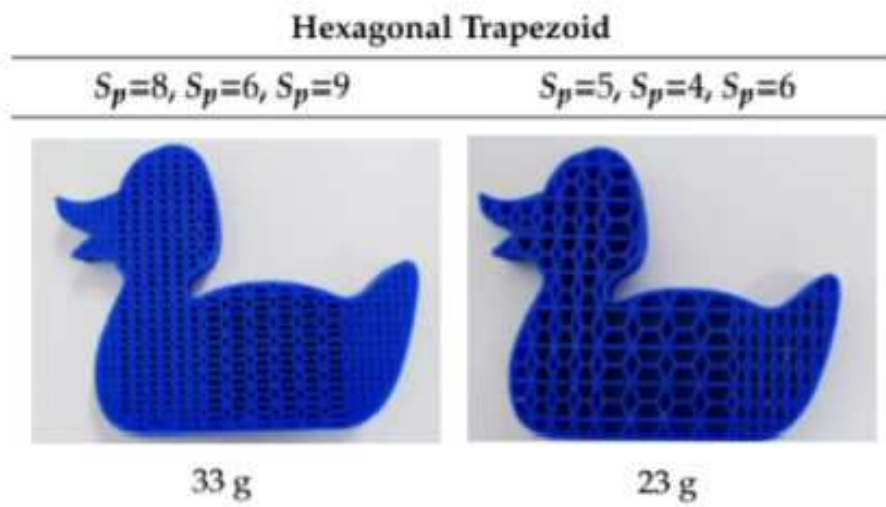 Hexagonal Trapezoid
Sp=8, Sp=6, Sp=9 Sp=5, Sp=4, Sp=6
33 g 23 g